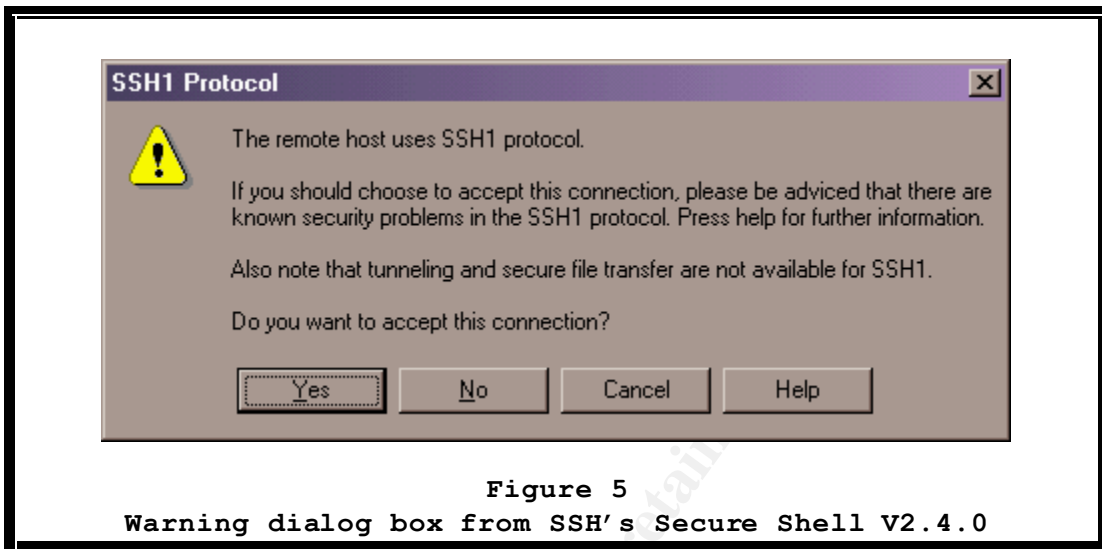 SSH1 Protocol
The remote host uses SSH1 protocol.
If you should choose to accept this connection, please be adviced that there are
known security problems in the SSH1 protocol. Press help for further information.
Also note that tunneling and secure file transfer are not available for SSH1.
Do you want to accept this connection?
Yes No Cancel Help
retain
Figure 5
Warning dialog box from SSH's Secure Shell V2.4.0